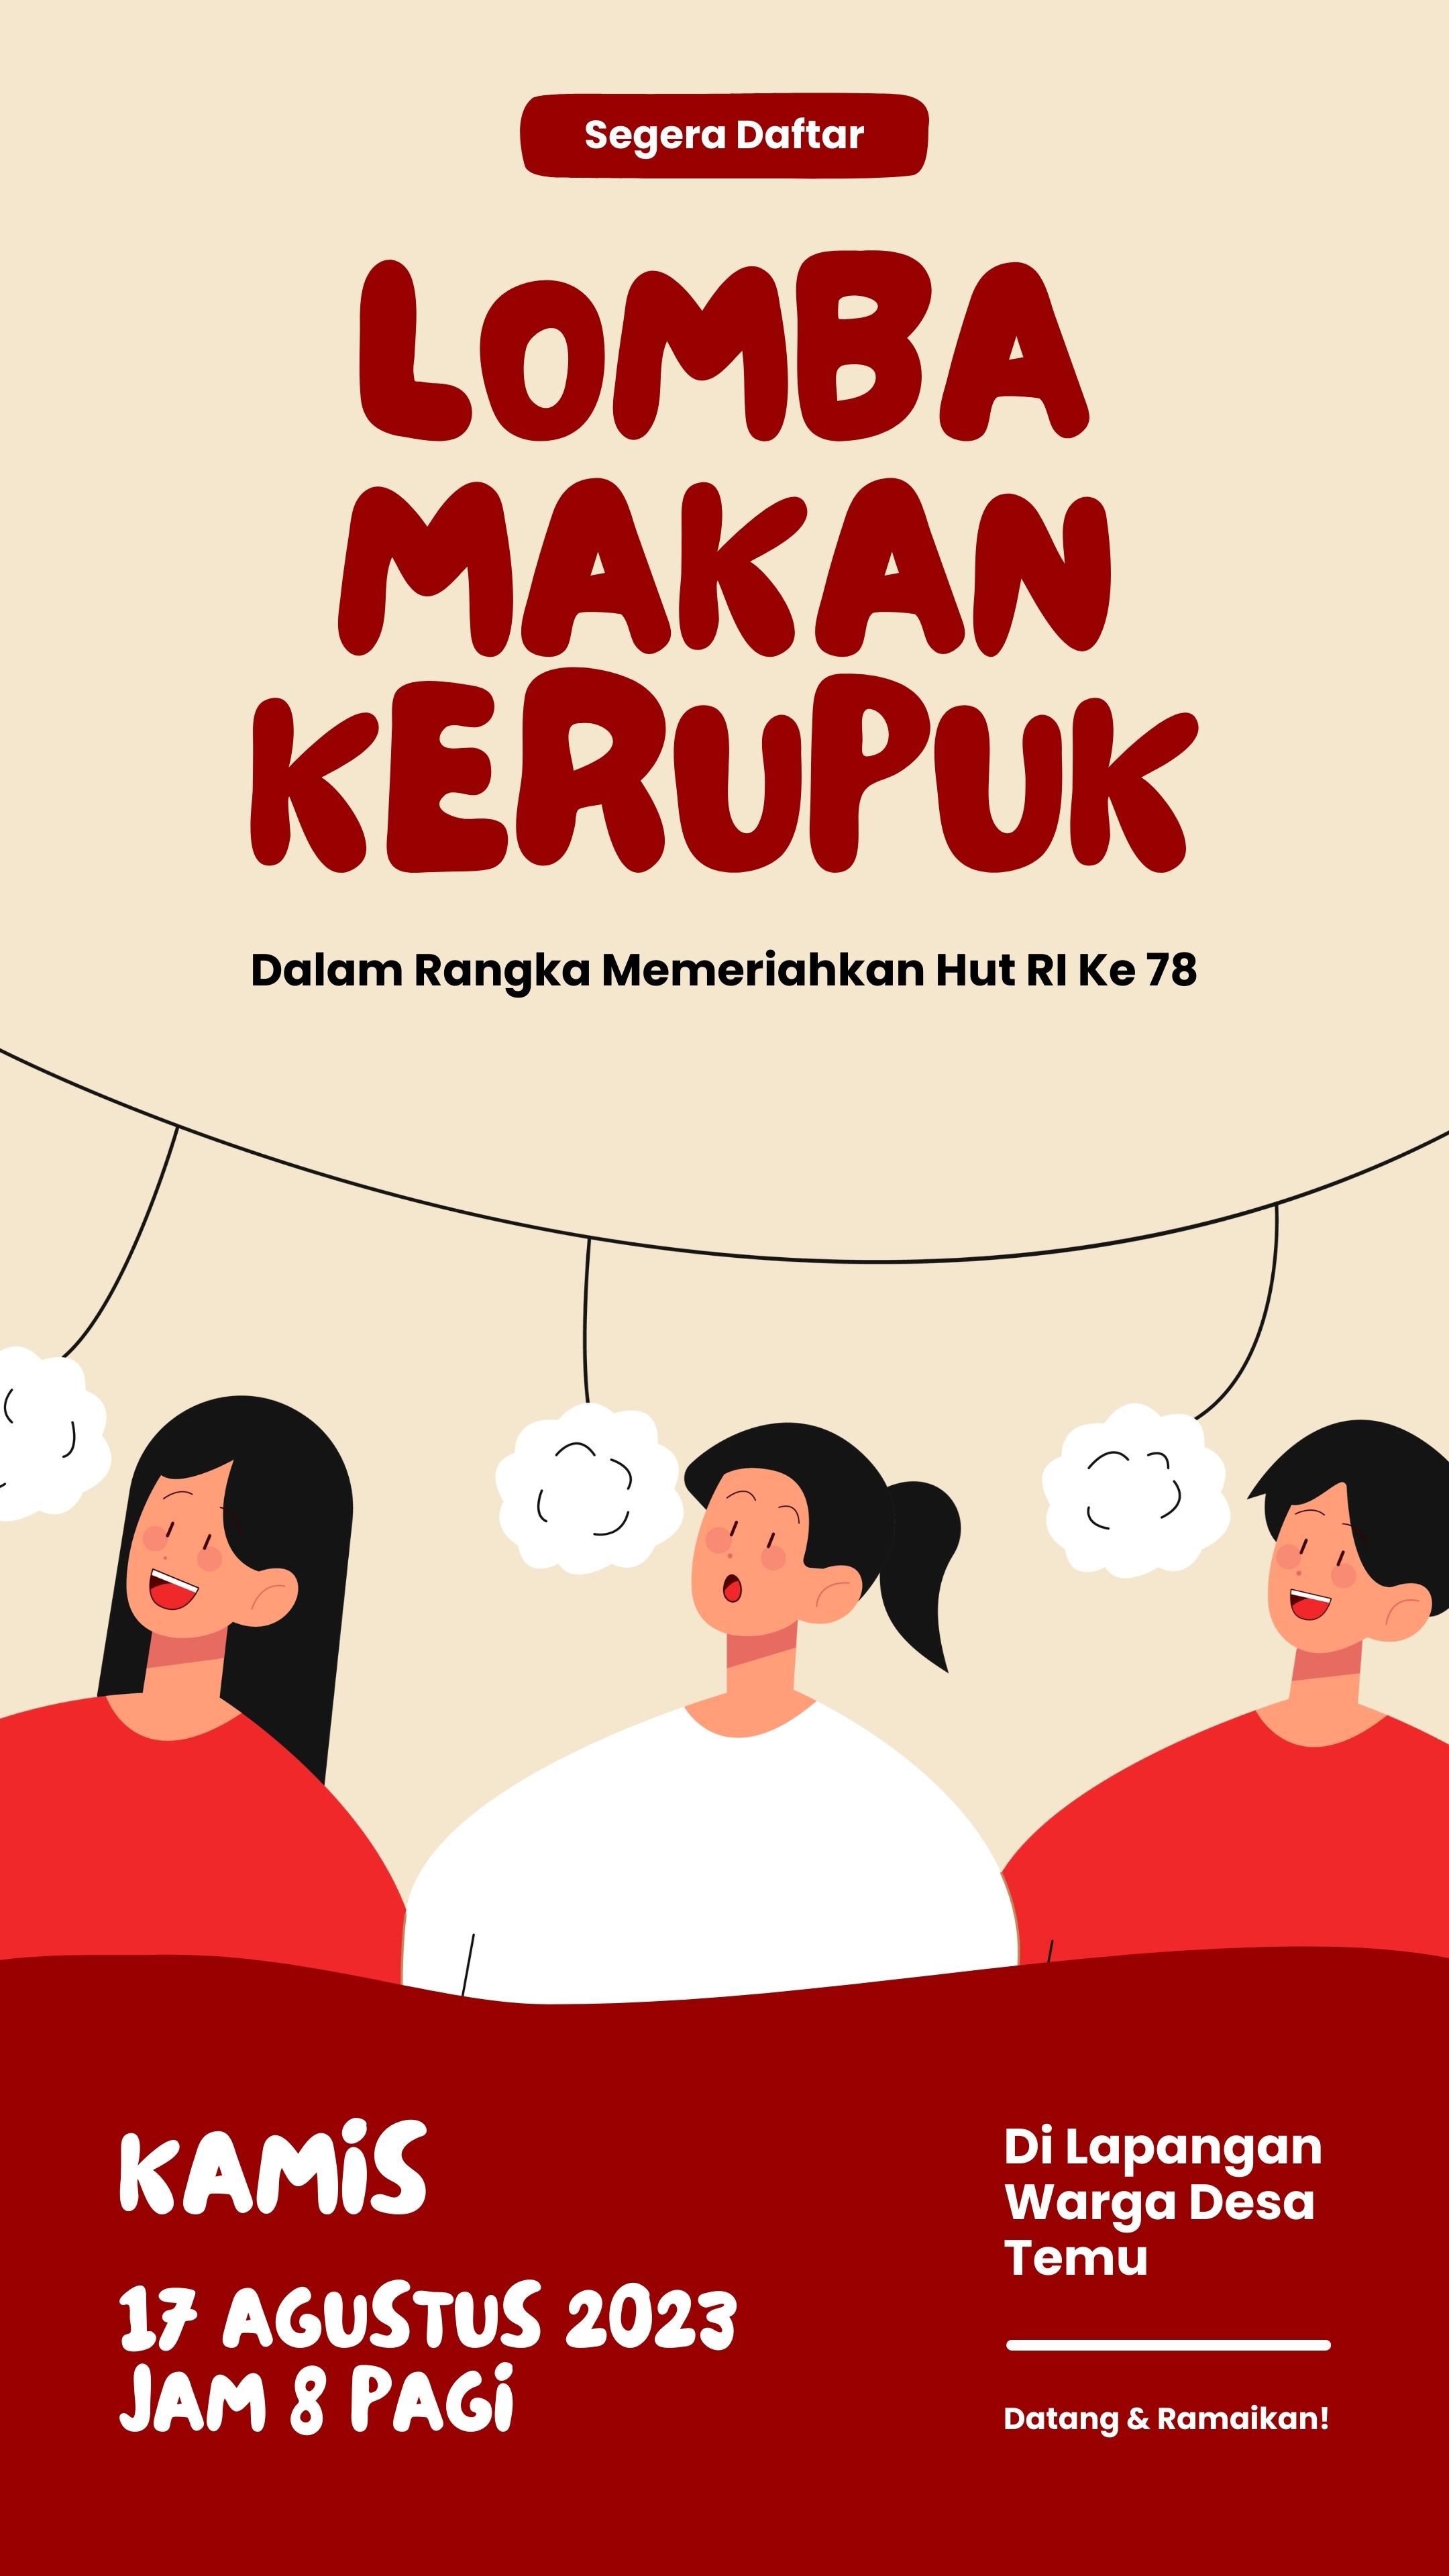 Segera Daftar
LOMBA
MAKAN
KERUPUK
Dalam Rangka Memeriahkan Hut RI Ke 78
KAMIS
17 AGUSTUS 2023
JAM 8 PAGI
Di Lapangan
Warga Desa
Temu
Datang & Ramaikan!